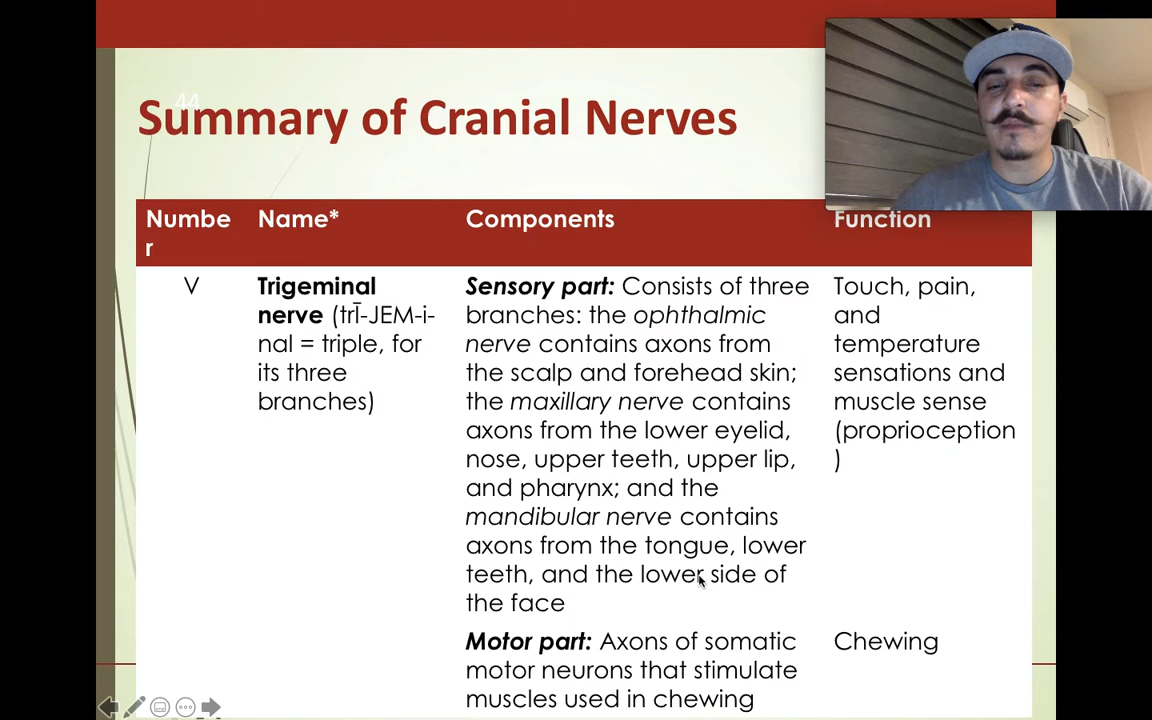 44
Summary of Cranial Nerves
Numbe
r
Name*
Components
Function
V
Trigeminal
nerve (trĪ-JEM-i-
nal = triple, for
its three
branches)
Sensory part: Consists of three
branches: the ophthalmic
nerve contains axons from
the scalp and forehead skin;
the maxillary nerve contains
axons from the lower eyelid,
nose, upper teeth, upper lip,
and pharynx; and the
mandibular nerve contains
axons from the tongue, lower
teeth, and the lower side of
the face
Touch, pain,
and
temperature
sensations and
muscle sense
(proprioception
)
Motor part: Axons of somatic
motor neurons that stimulate
muscles used in chewing
Chewing